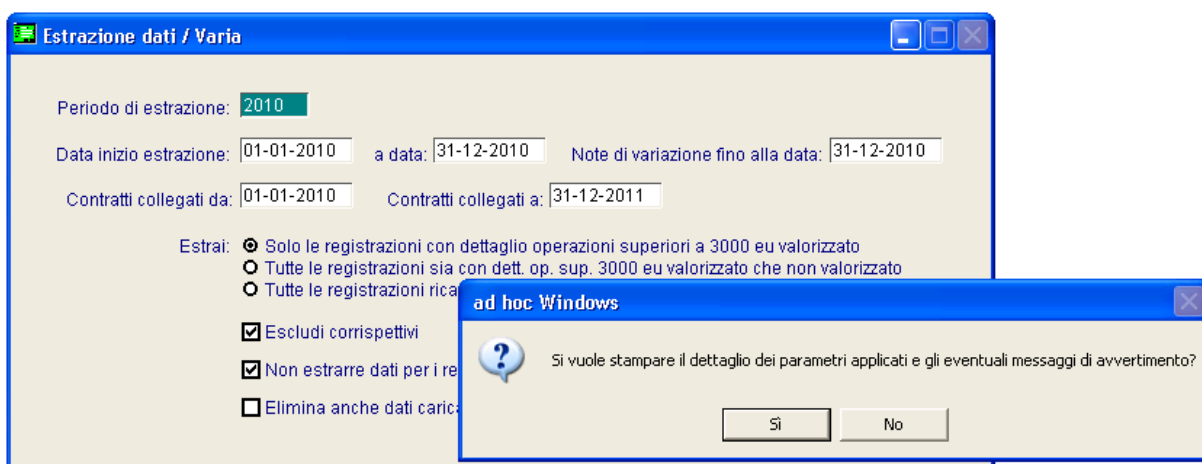 Estrazione dati / Varia
Periodo di estrazione: 2010
Data inizio estrazione: 01-01-2010 a data: 31-12-2010 Note di variazione fino alla data: 31-12-2010
Contratti collegati da: 01-01-2010 Contratti collegati a: 31-12-2011
Estrai: Solo le registrazioni con dettaglio operazioni superiori a 3000 eu valorizzato
Tutte le registrazioni sia con dett. op. sup. 3000 eu valorizzato che non valorizzato
Tutte le registrazioni rica
Escludi corrispettivi
Non estrarre dati per i re
Elimina anche dati carica
ad hoc Windows
Si vuole stampare il dettaglio dei parametri applicati e gli eventuali messaggi di avvertimento?
Sì No